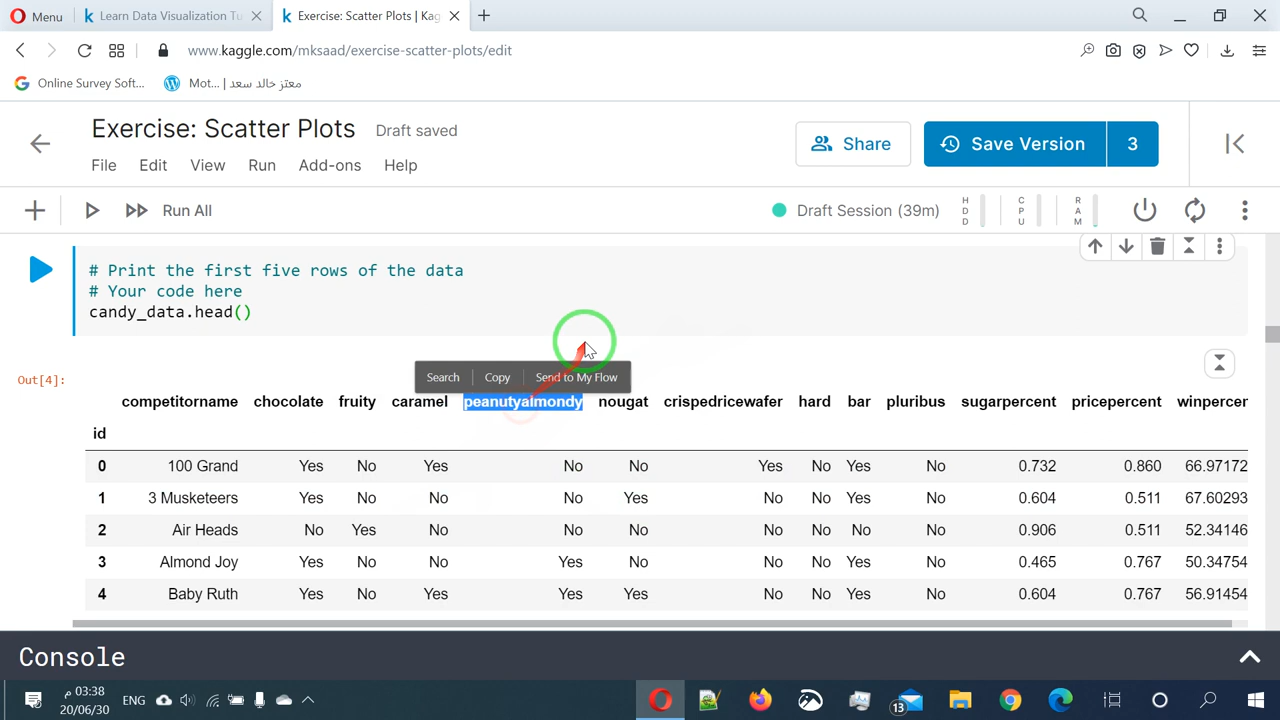 Menu
Learn Data Visualization Tu
Exercise: Scatter Plots | Kag
www.kaggle.com/mksaad/exercise-scatter-plots/edit
Online Survey Soft...
Mot... | معتز خالد سعد
Exercise: Scatter Plots Draft saved
Share
Save Version 3
File Edit View Run Add-ons Help
Run All
Draft Session (39m)
HDD
CPU
RAM
# Print the first five rows of the data
# Your code here
candy_data.head()
Search Copy Send to My Flow
Out[4]:
competitorname chocolate fruity caramel peanutyalmondy nougat crispedricewafer hard bar pluribus sugarpercent pricepercent
id
0 100 Grand Yes No Yes No No Yes No Yes No 0.732 0.860 66.97172
1 3 Musketeers Yes No No No Yes No No Yes No 0.604 0.511 67.60293
2 Air Heads No Yes No No No No No No No 0.906 0.511 52.34146
3 Almond Joy Yes No No Yes No No No Yes No 0.465 0.767 50.34754
4 Baby Ruth Yes No Yes Yes Yes No No Yes No 0.604 0.767 56.91454
Console
ENG
03:38 م
20/06/30
13